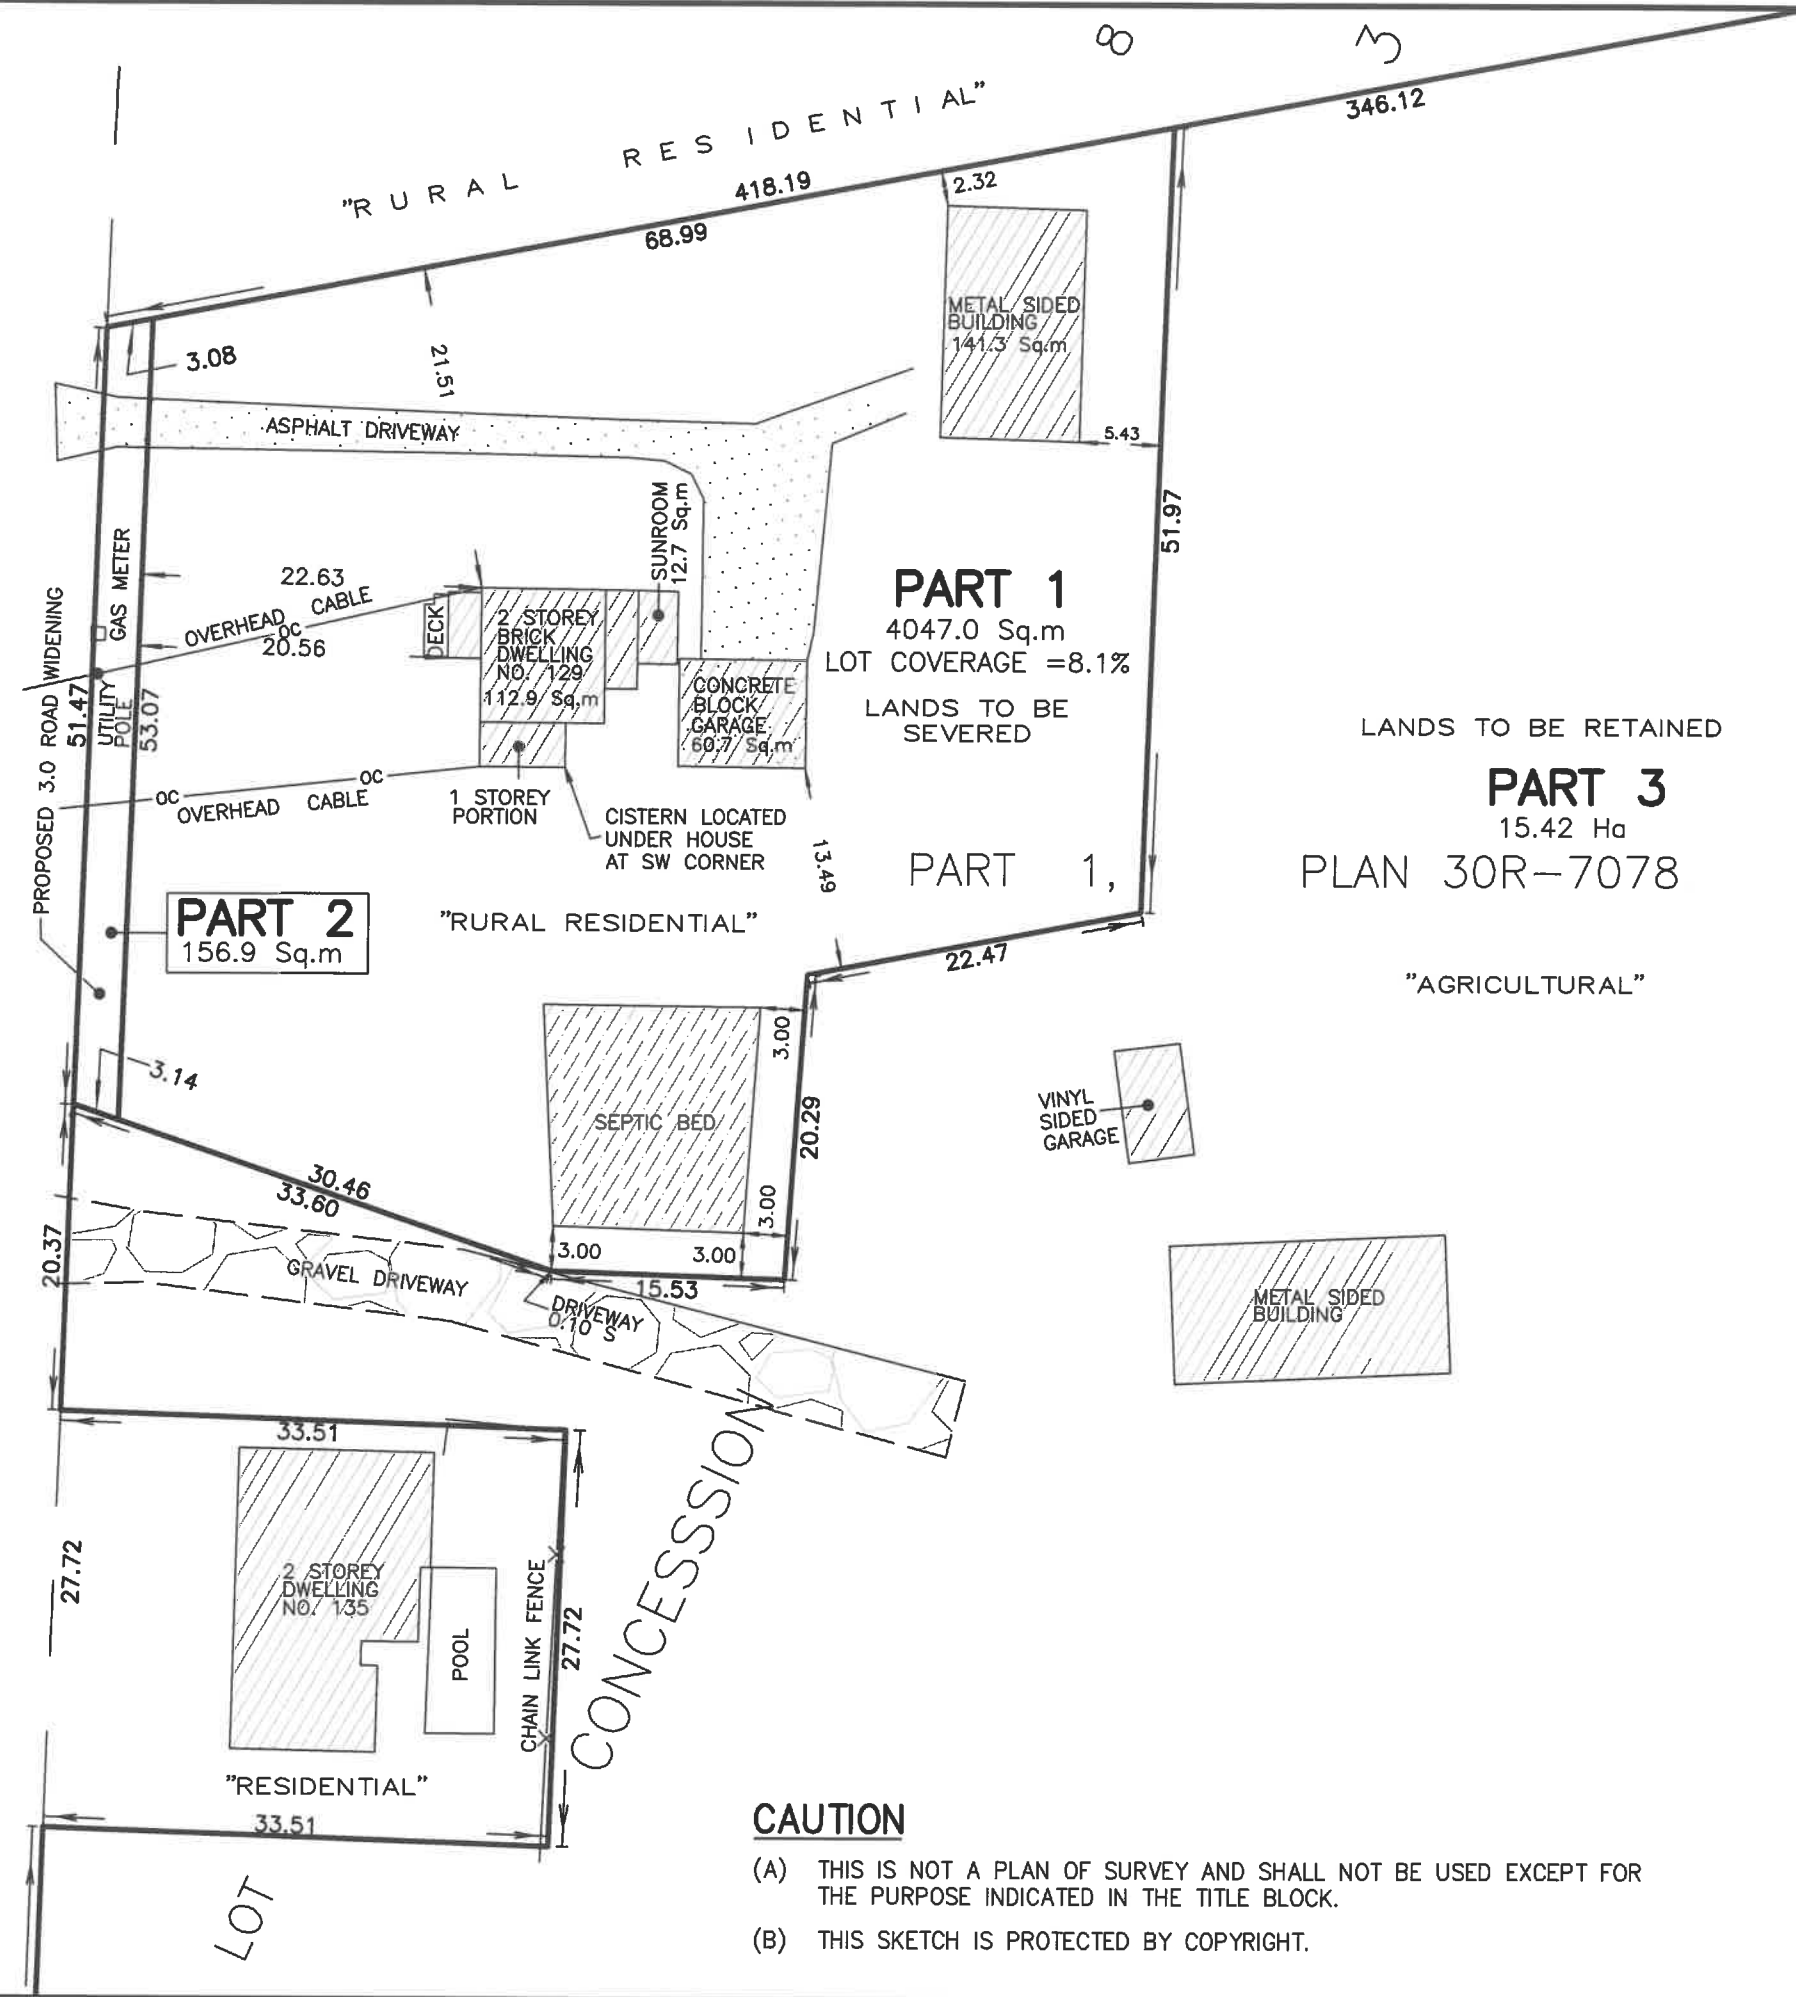 8 3
346.12
"RURAL RESIDENTIAL"
418.19
68.99
2.32
METAL SIDED
BUILDING
141.3 Sq.m
5.43
3.08
21.51
ASPHALT DRIVEWAY
51.97
SUNROOM
12.7 Sq.m
GAS METER
22.63
OVERHEAD CABLE
OC
20.56
DECK
2 STOREY
BRICK
DWELLING
NO. 129
112.9 Sq.m
CONCRETE
BLOCK
GARAGE
60.7 Sq.m
PART 1
4047.0 Sq.m
LOT COVERAGE =8.1%
LANDS TO BE
SEVERED
PROPOSED 3.0 ROAD WIDENING
51.47
UTILITY
POLE
53.07
OC
OC
OVERHEAD CABLE
1 STOREY
PORTION
CISTERN LOCATED
UNDER HOUSE
AT SW CORNER
13.49
LANDS TO BE RETAINED
PART 3
15.42 Ha
PART 1, PLAN 30R-7078
PART 2
156.9 Sq.m
"RURAL RESIDENTIAL"
22.47
"AGRICULTURAL"
3.14
3.00
SEPTIC BED
20.29
3.00
3.00
3.00
VINYL
SIDED
GARAGE
30.46
33.60
20.37
GRAVEL DRIVEWAY
15.53
DRIVEWAY
0.10 S
METAL SIDED
BUILDING
33.51
27.72
2 STOREY
DWELLING
NO. 135
POOL
CHAIN LINK FENCE
27.72
CONCESSSION
"RESIDENTIAL"
33.51
LOT
CAUTION
(A) THIS IS NOT A PLAN OF SURVEY AND SHALL NOT BE USED EXCEPT FOR
THE PURPOSE INDICATED IN THE TITLE BLOCK.
(B) THIS SKETCH IS PROTECTED BY COPYRIGHT.